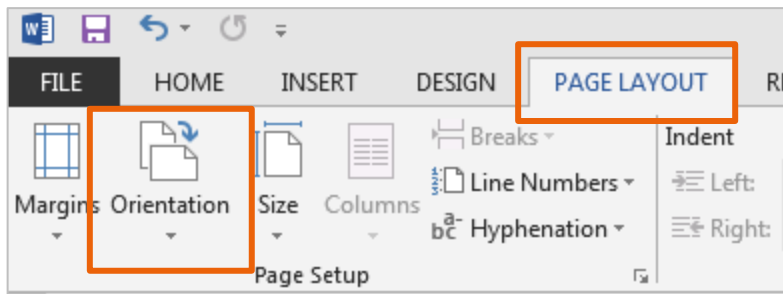 FILE HOME INSERT DESIGN PAGE LAYOUT
Breaks Indent
Line Numbers Left:
Margins Orientation Size Columns
Hyphenation Right:
Page Setup